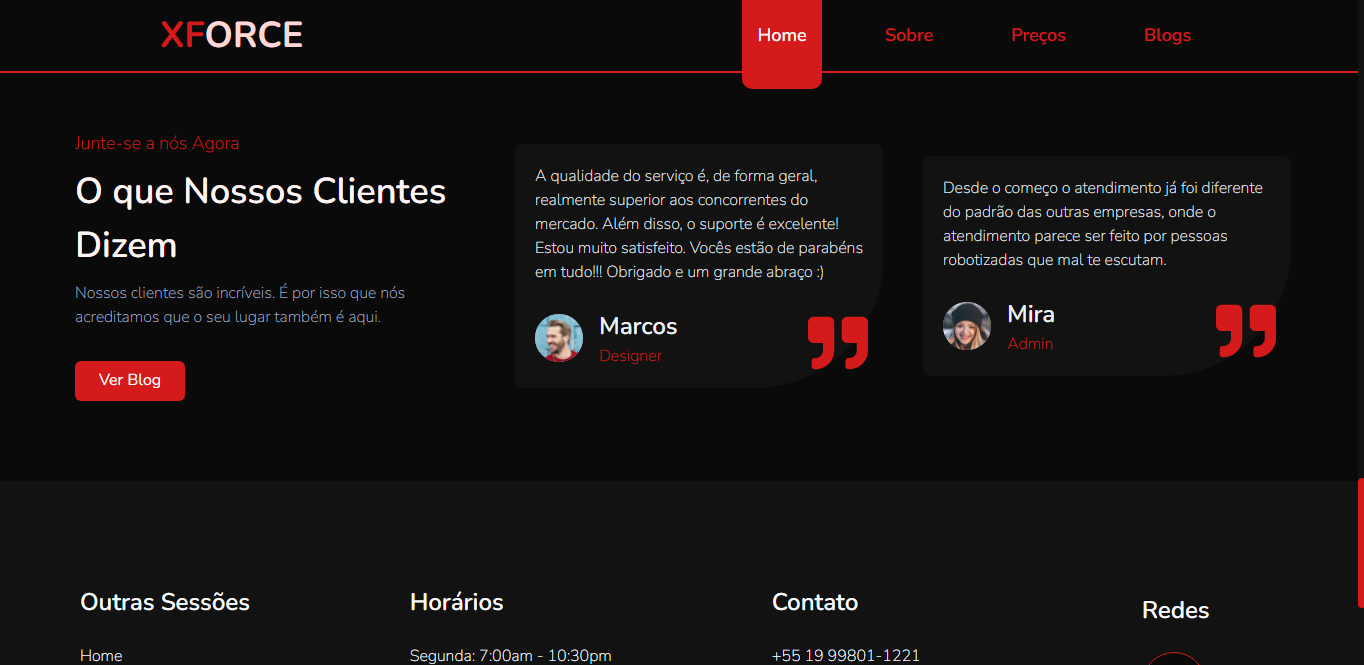 XFORCE
Home
Sobre
Preços
Blogs
Junte-se a nós Agora
O que Nossos Clientes
Dizem
Nossos clientes são incríveis. É por isso que nós
acreditamos que o seu lugar também é aqui.
Ver Blog
A qualidade do serviço é, de forma geral,
realmente superior aos concorrentes do
mercado. Além disso, o suporte é excelente!
Estou muito satisfeito. Vocês estão de parabéns
em tudo!!! Obrigado e um grande abraço :)
Marcos
Designer
Desde o começo o atendimento já foi diferente
do padrão das outras empresas, onde o
atendimento parece ser feito por pessoas
robotizadas que mal te escutam.
Mira
Admin
Outras Sessões
Home
Horários
Segunda: 7:00am - 10:30pm
Contato
+55 19 99801-1221
Redes